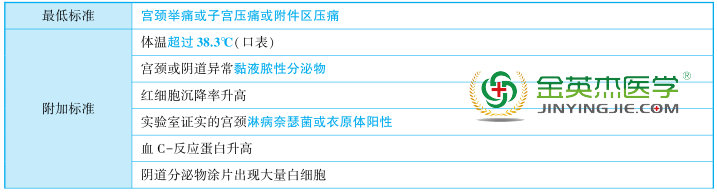 最低标准 宫颈举痛或子宫压痛或附件区压痛
体温超过 38.3℃(口表)
宫颈或阴道异常黏液脓性分泌物
红细胞沉降率升高
附加标准
实验室证实的宫颈淋病奈瑟菌或衣原体阳性
血 C-反应蛋白升高
阴道分泌物涂片出现大量白细胞
金英杰医学®
JINYINGJIE.COM